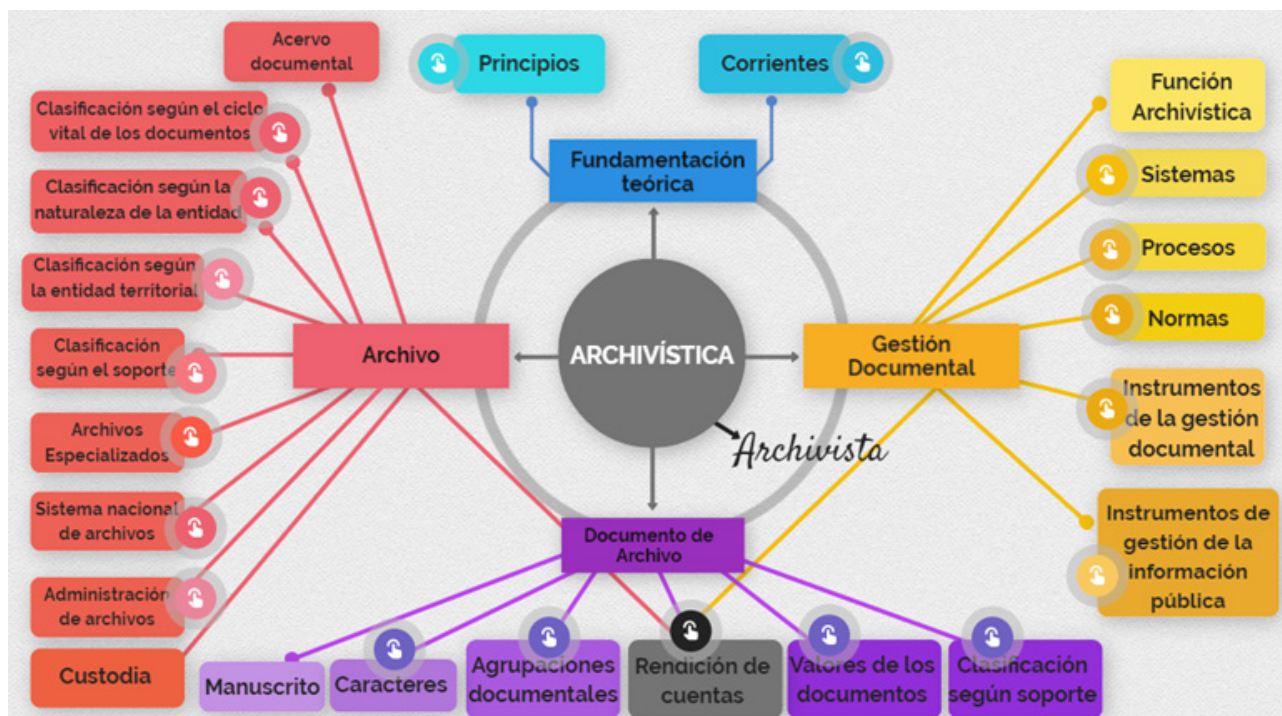 Acervo
documental
Principios
Corrientes
Función
Archivística
Clasificación según el ciclo
vital de los documentos
Fundamentación
teórica
Sistemas
Clasificación según la
naturaleza de la entidad
Procesos
Clasificación según
la entidad territorial
Normas
Archivo
ARCHIVÍSTICA
Gestión
Documental
Clasificación
según el soporte
Instrumentos
de la gestión
documental
Archivos
Especializados
Archivista
Sistema nacional
de archivos
Documento de
Archivo
Instrumentos de
gestión de la
información
pública
Administración
de archivos
Custodia
Manuscrito
Caracteres
Agrupaciones
documentales
Rendición de
cuentas
Valores de los
documentos
Clasificación
según soporte